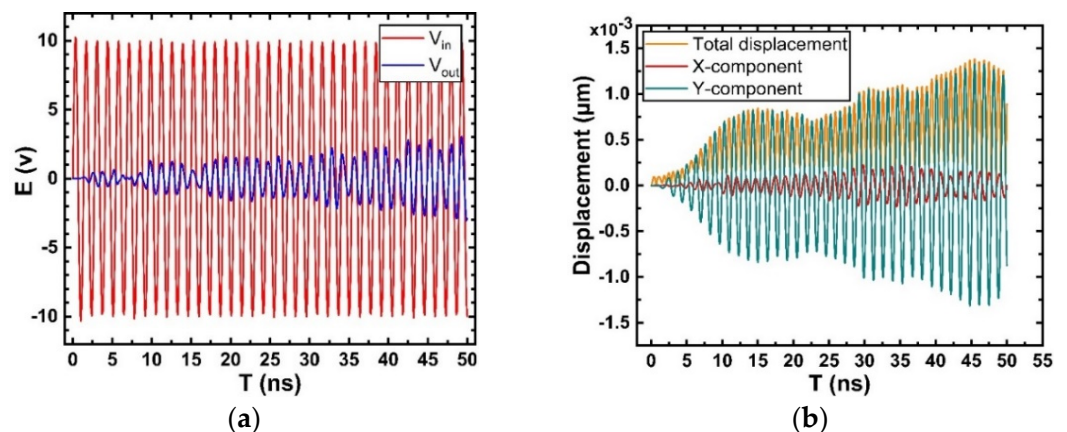 10
5
0
-5
-10
E (v)
0 5 10 15 20 25 30 35 40 45 50
T (ns)
V_in
V_out
(a)
×10⁻³
1.5
1.0
0.5
0.0
-0.5
-1.0
-1.5
Displacement (μm)
0 5 10 15 20 25 30 35 40 45 50 55
T (ns)
Total displacement
X-component
Y-component
(b)